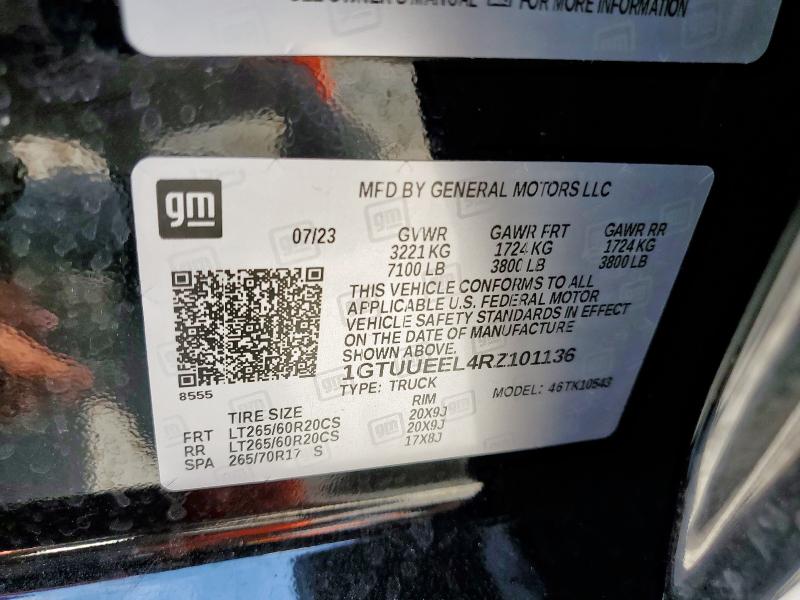 SEE OWNER'S MANUAL FOR MORE INFORMATION
gm
MFD BY GENERAL MOTORS LLC
07/23 GVWR GAWR FRT GAWR RR
3221 KG 1724 KG 1724 KG
7100 LB 3800 LB 3800 LB
THIS VEHICLE CONFORMS TO ALL
APPLICABLE U.S. FEDERAL MOTOR
VEHICLE SAFETY STANDARDS IN EFFECT
ON THE DATE OF MANUFACTURE
SHOWN ABOVE.
1GTUUEEL4RZ101136
8555
TYPE: TRUCK MODEL: 46TK10543
TIRE SIZE RIM
FRT LT265/60R20CS 20X9J
RR LT265/60R20CS 20X9J
SPA 265/70R17 S 17X8J